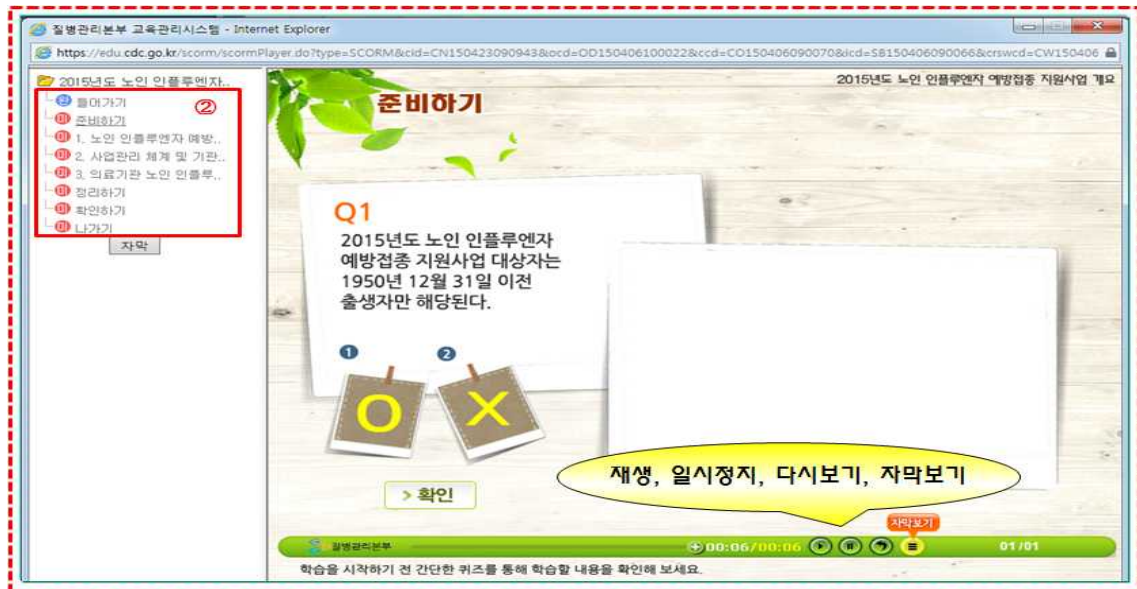 질병관리본부 교육관리시스템 - Internet Explorer
https://edu.cdc.go.kr/scorm/scormPlayer.do?type=SCORM&cid=CN150423090943&ocd=OD150406100022&ccd=CO150406090070&icd=SB150406090066&crswcd=CW150406
2015년도 노인 인플루엔자..
완 들어가기
②
미 준비하기
미 1. 노인 인플루엔자 예방..
미 2. 사업관리 체계 및 기관..
미 3. 의료기관 노인 인플루..
미 정리하기
미 확인하기
미 나가기
자막
2015년도 노인 인플루엔자 예방접종 지원사업 개요
준비하기
Q1
2015년도 노인 인플루엔자
예방접종 지원사업 대상자는
1950년 12월 31일 이전
출생자만 해당된다.
1 2
O X
> 확인
재생, 일시정지, 다시보기, 자막보기
자막보기
질병관리본부
00:06/00:06
01/01
학습을 시작하기 전 간단한 퀴즈를 통해 학습할 내용을 확인해 보세요.